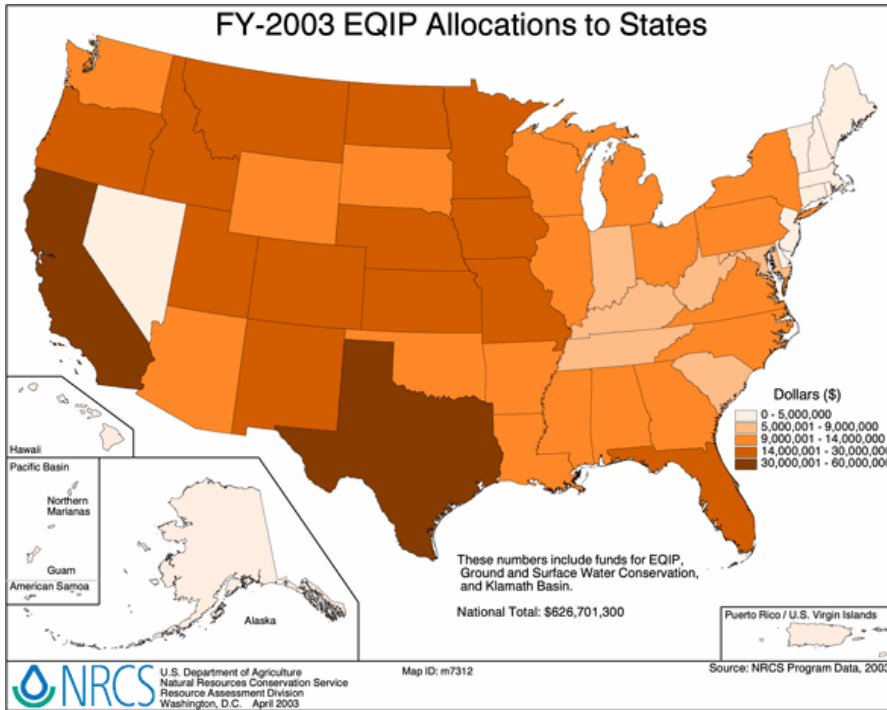 FY-2003 EQIP Allocations to States
Dollars ($)
0 - 5,000,000
5,000,001 - 9,000,000
9,000,001 - 14,000,000
14,000,001 - 30,000,000
30,000,001 - 60,000,000
Hawaii
Pacific Basin
Northern
Marianas
Guam
American Samoa
Alaska
These numbers include funds for EQIP,
Ground and Surface Water Conservation,
and Klamath Basin.
National Total: $626,701,300
Puerto Rico / U.S. Virgin Islands
NRCS
U.S. Department of Agriculture
Natural Resources Conservation Service
Resource Assessment Division
Washington, D.C. April 2003
Map ID: m7312
Source: NRCS Program Data, 2003